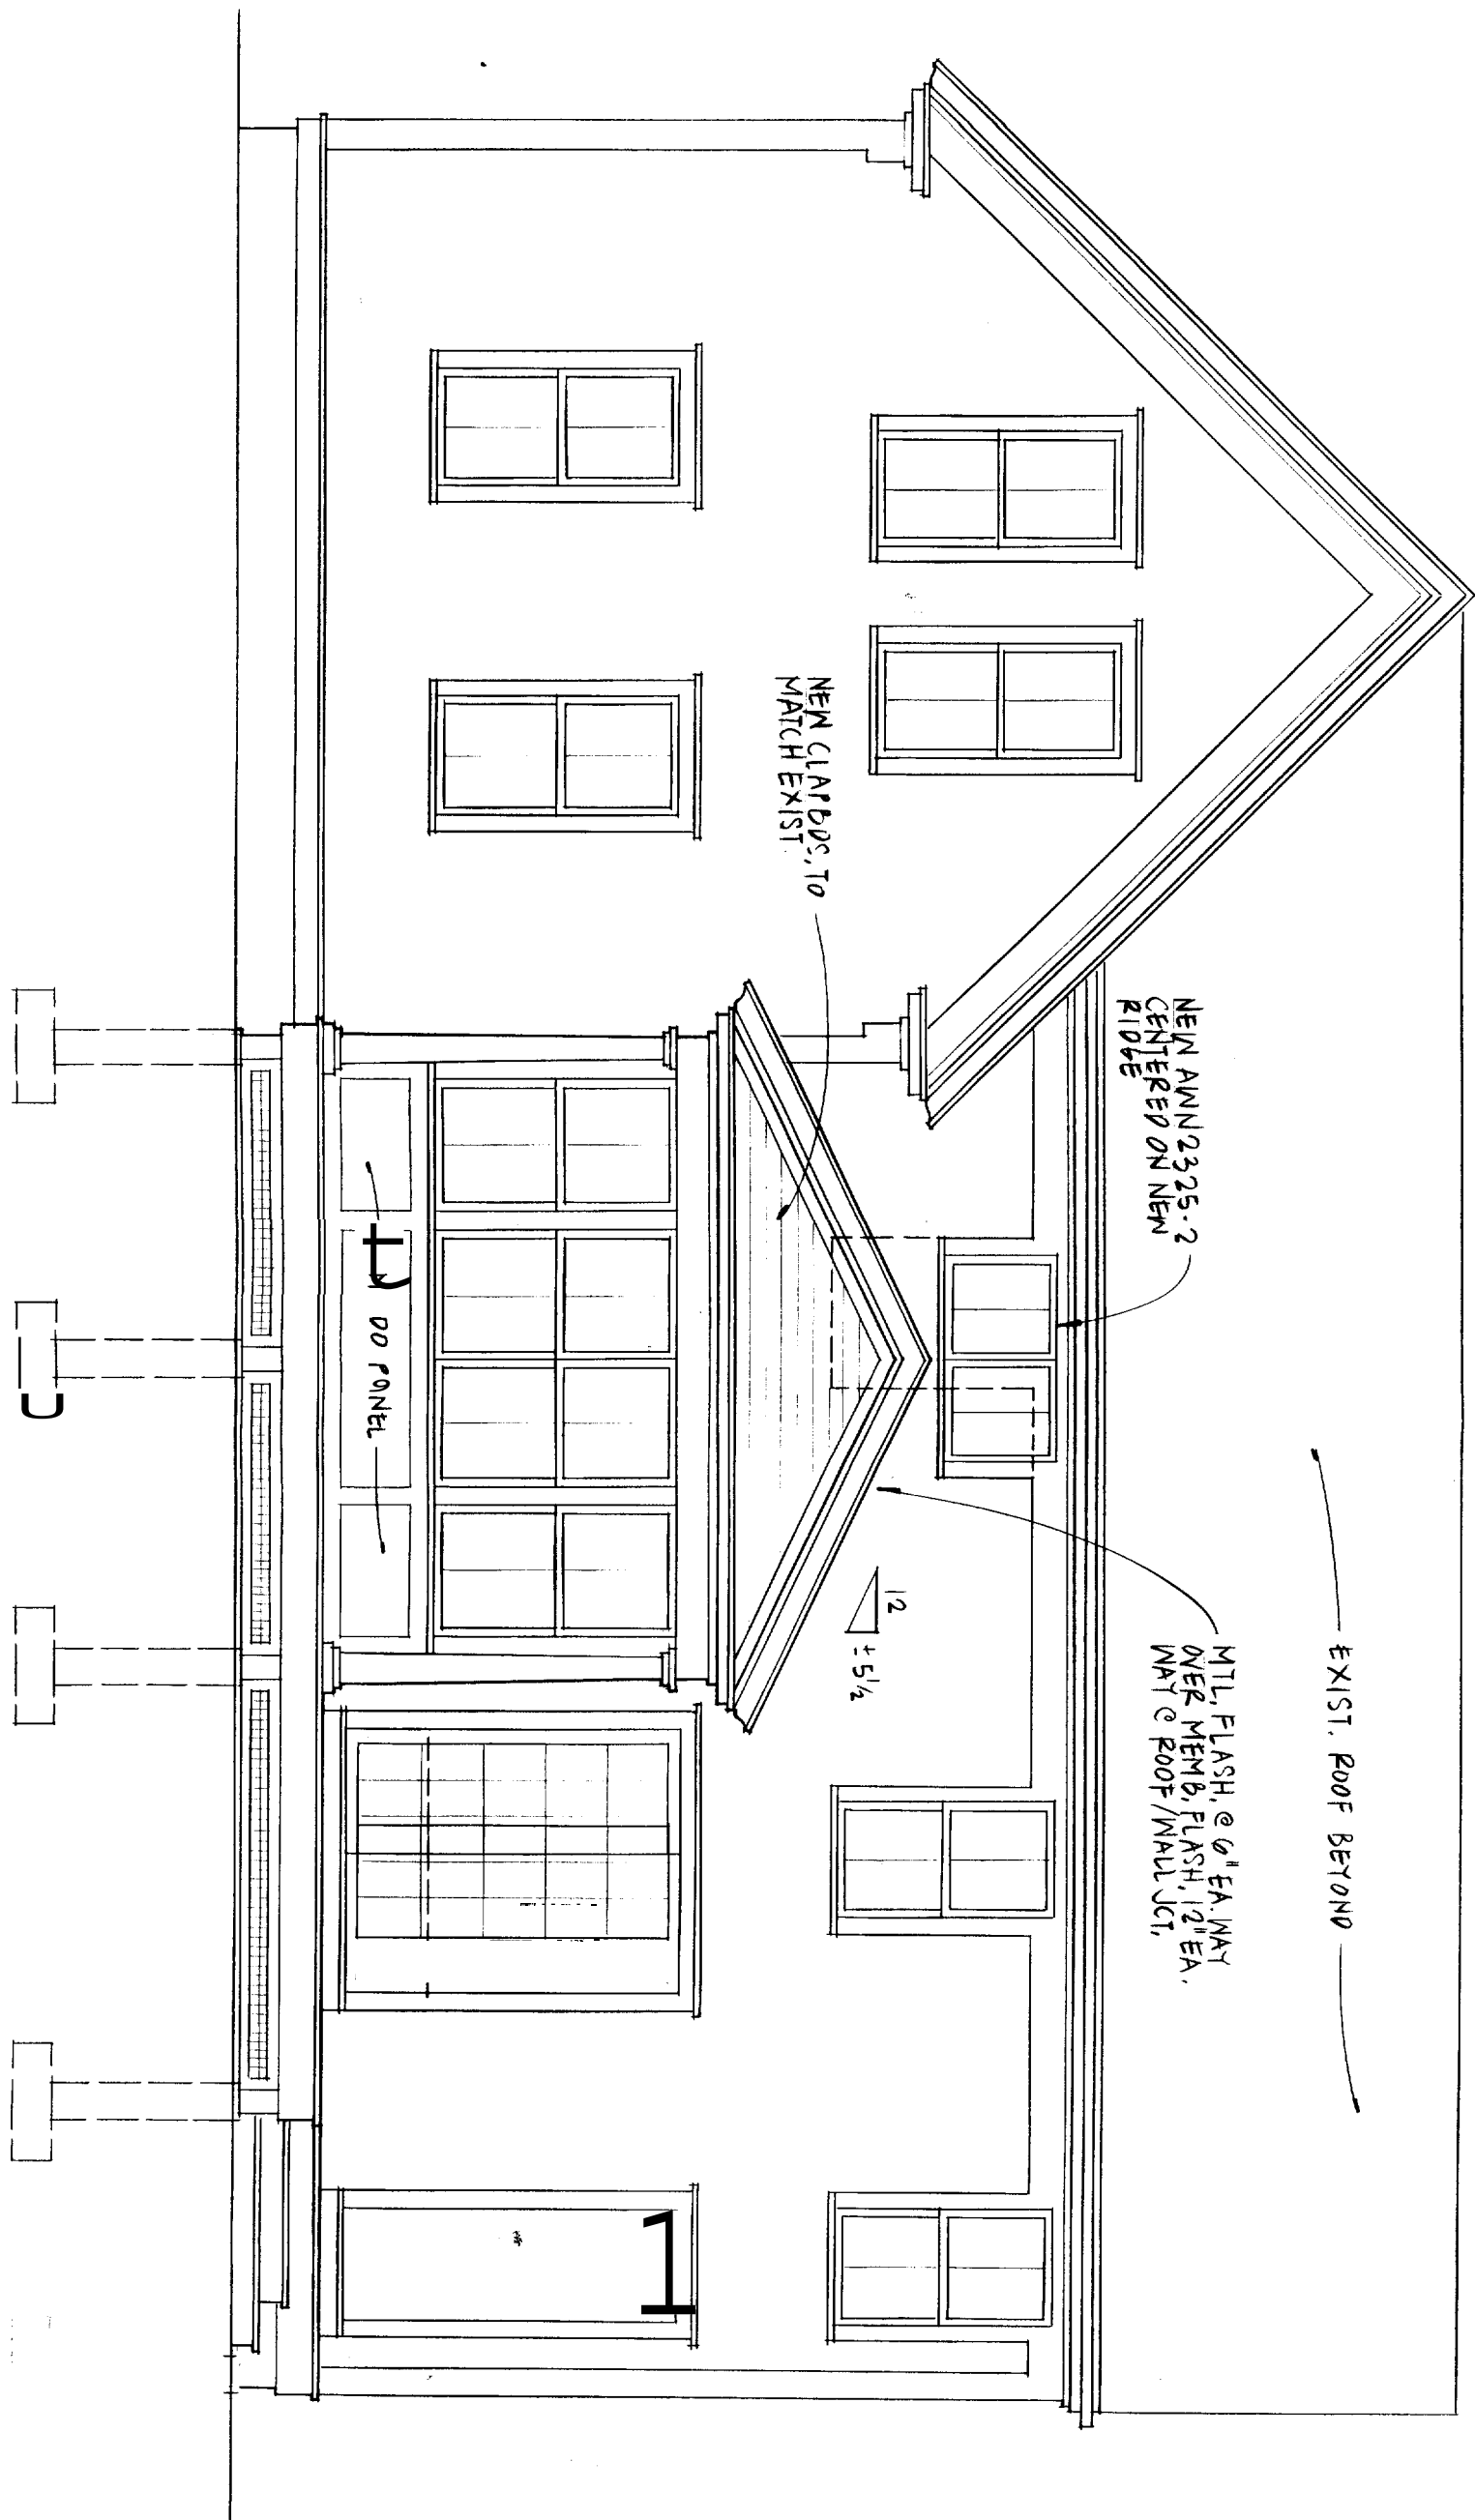 EXIST. ROOF BEYOND
NEW AWN 2325-2
CENTERED ON NEW
RIDGE
MTL. FLASH, @ 6" EA. WAY
OVER MEMB. FLASH, 12" EA.
WAY @ ROOF/WALL JCT.
NEW CLAPBDS. TO
MATCH EXIST.
12
±5½
DO PANEL
1